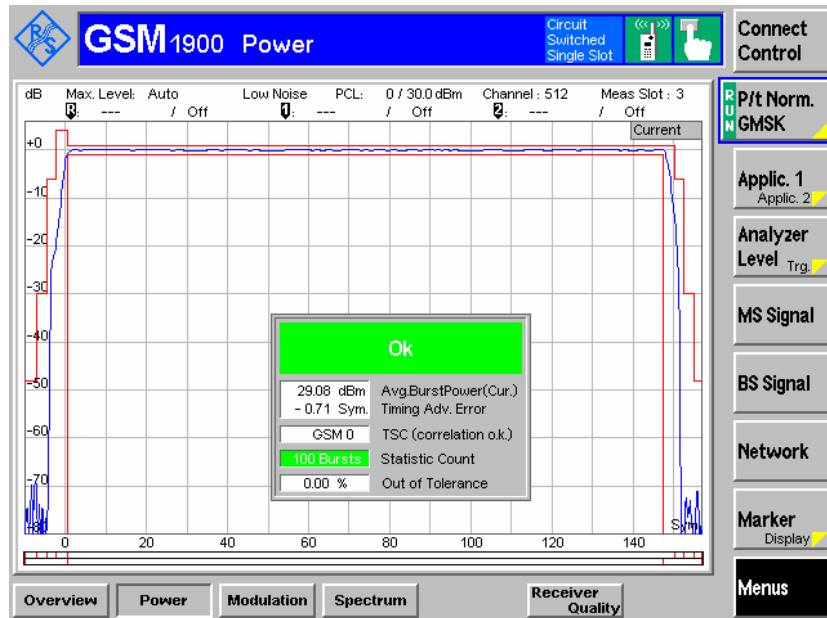 R&S
GSM 1900 Power
Circuit
Switched
Single Slot
Connect
Control
dB Max. Level: Auto Low Noise PCL: 0 / 30.0 dBm Channel : 512 Meas Slot : 3
R: --- / Off 1: --- / Off 2: --- / Off
Current
RUN
P/t Norm.
GMSK
Applic. 1
Applic. 2
Analyzer
Level Trg.
MS Signal
BS Signal
Network
Marker
Display
Menus
+0
-10
-20
-30
-40
-50
-60
-70
-80
Ok
29.08 dBm Avg.BurstPower(Cur.)
- 0.71 Sym. Timing Adv. Error
GSM 0 TSC (correlation o.k.)
100 Bursts Statistic Count
0.00 % Out of Tolerance
Sym.
0 20 40 60 80 100 120 140
Overview Power Modulation Spectrum Receiver
Quality